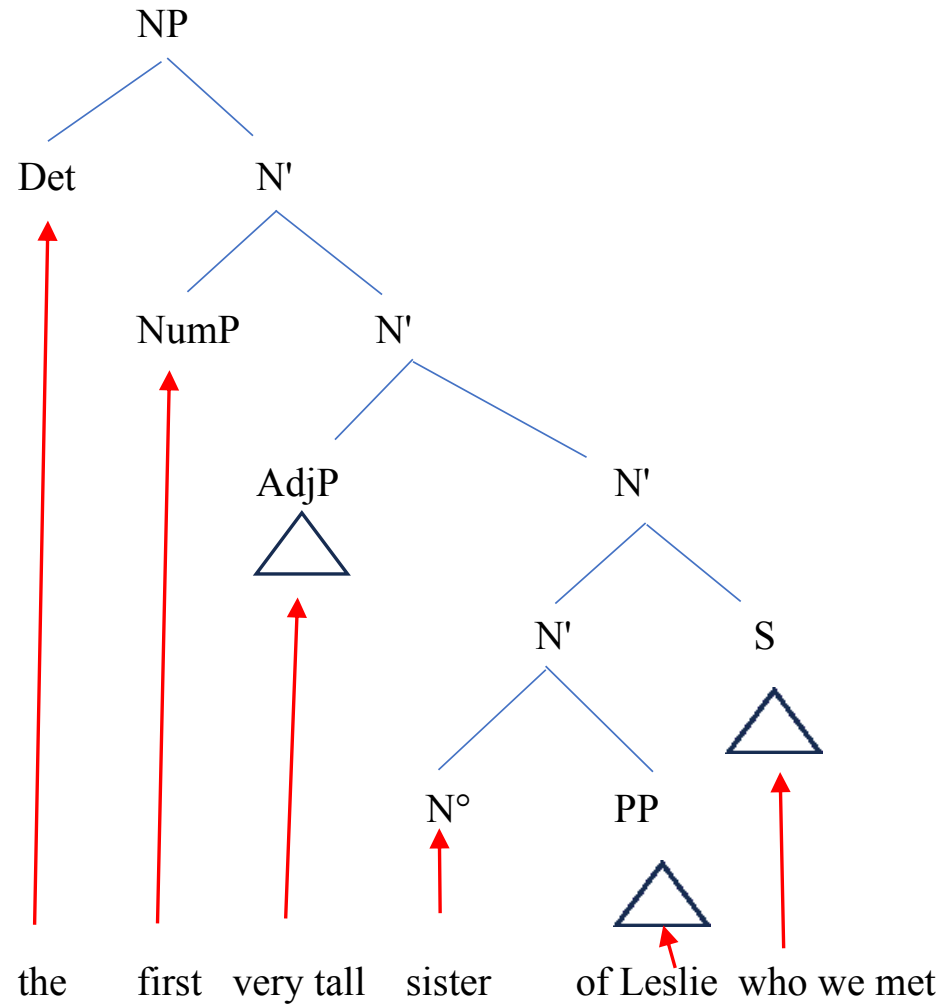 NP
Det N'
NumP N'
AdjP N'
N' S
N° PP
the first very tall sister of Leslie who we met